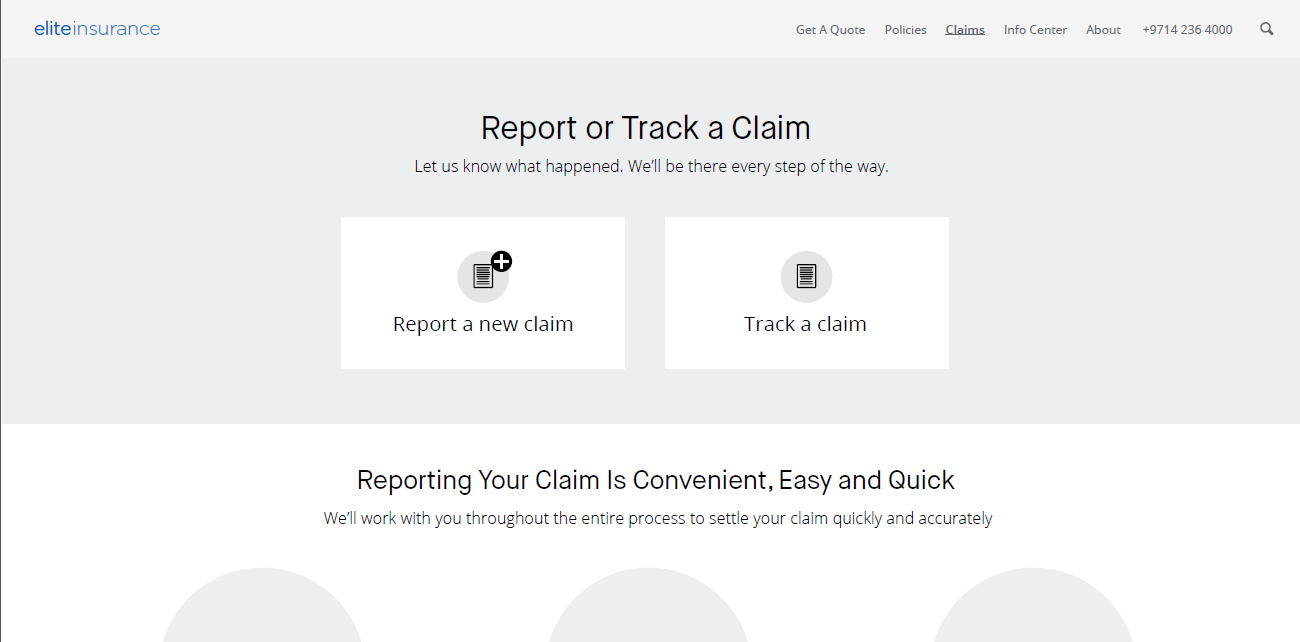 eliteinsurance
Get A Quote Policies Claims Info Center About +9714 236 4000
Report or Track a Claim
Let us know what happened. We’ll be there every step of the way.
Report a new claim
Track a claim
Reporting Your Claim Is Convenient, Easy and Quick
We’ll work with you throughout the entire process to settle your claim quickly and accurately